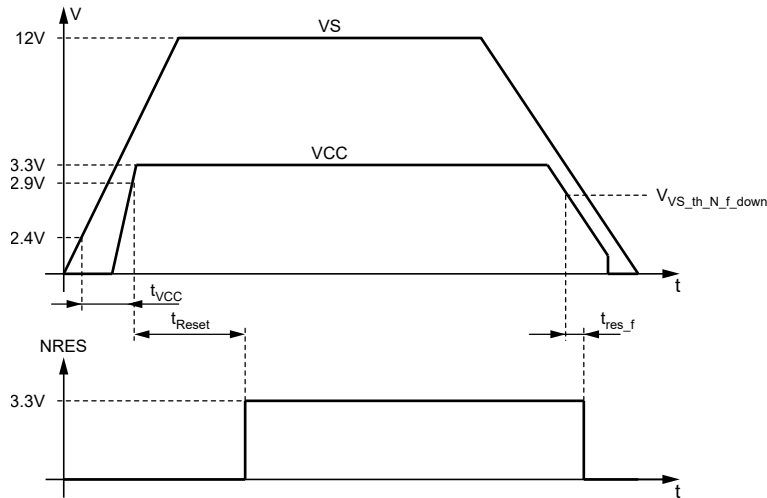 V
12V
VS
3.3V
VCC
2.9V
V_VS_th_N_f_down
2.4V
t
t_VCC
t_Reset
t_res_f
NRES
3.3V
t